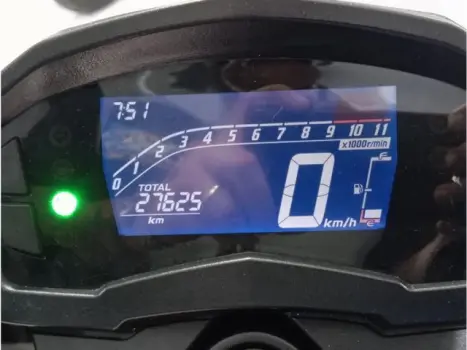 7:51
0 1 2 3 4 5 6 7 8 9 10 11
x1000r/min
TOTAL
27625
km
0 km/h
E